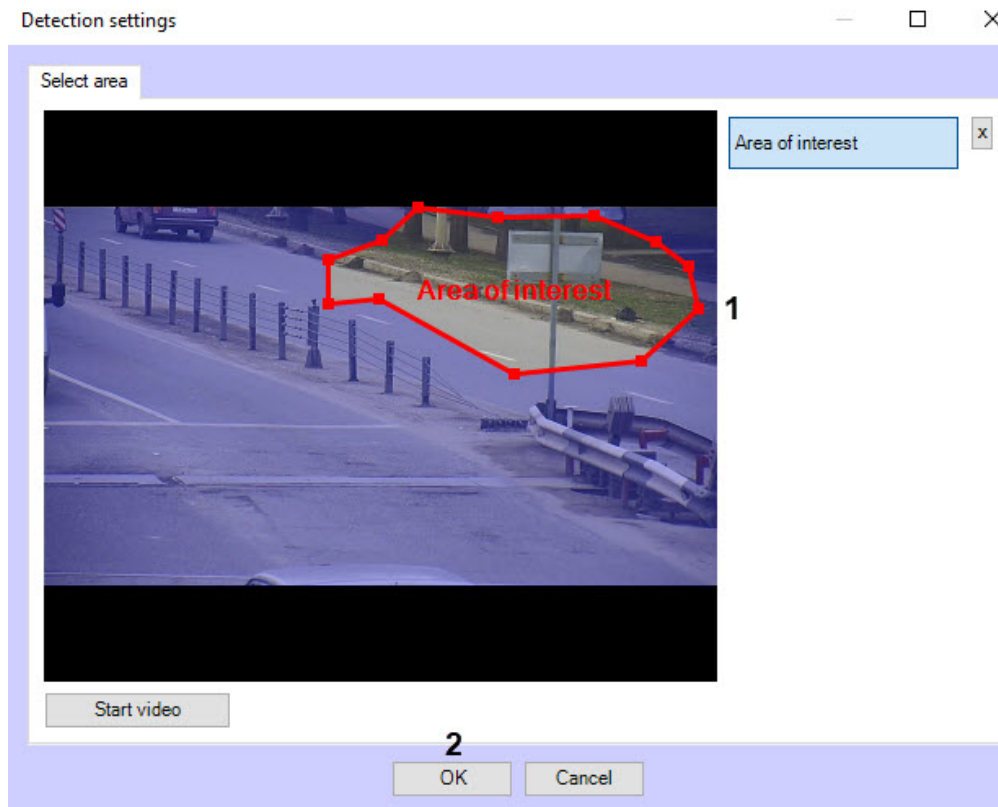 Detection settings
Select area
Area of interest
x
Area of interest
1
Start video
2
OK
Cancel